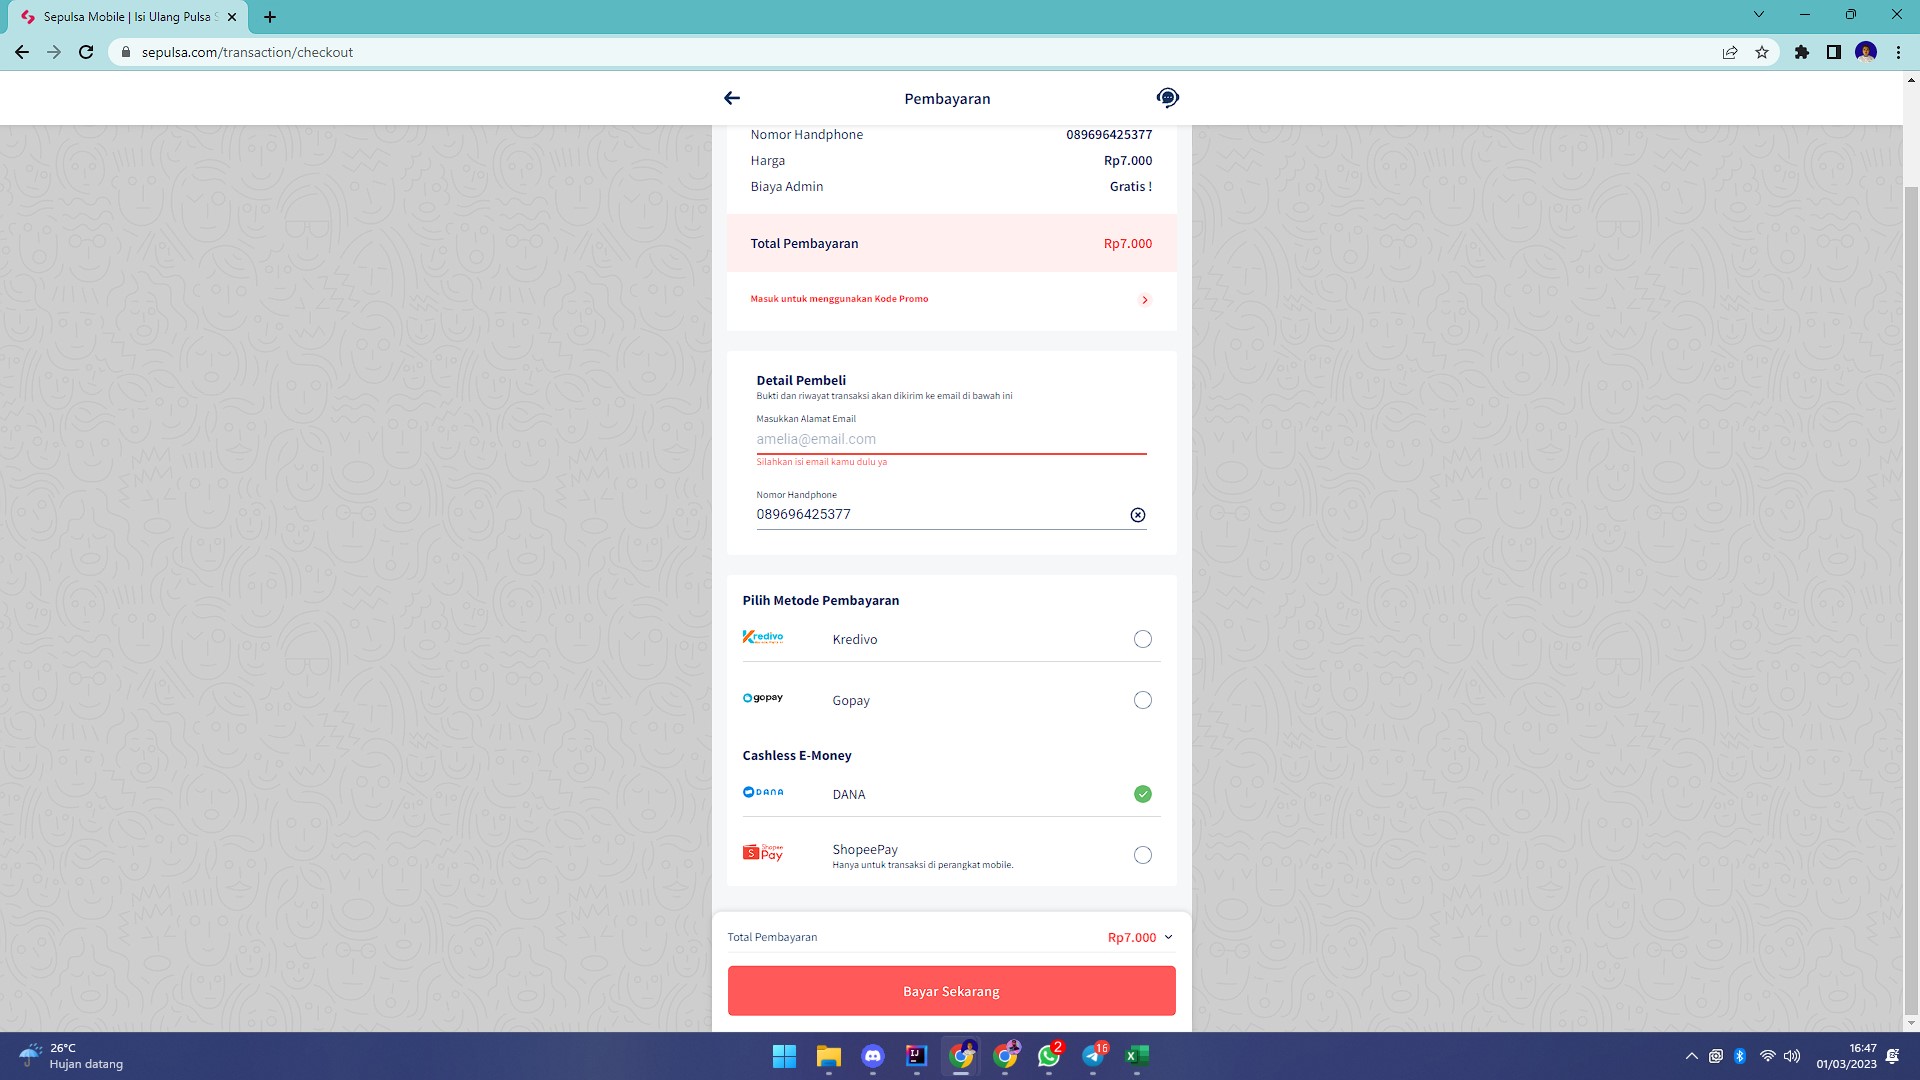 Sepulsa Mobile | Isi Ulang Pulsa S
sepulsa.com/transaction/checkout
Pembayaran
Nomor Handphone 089696425377
Harga Rp7.000
Biaya Admin Gratis !
Total Pembayaran Rp7.000
Masuk untuk menggunakan Kode Promo
Detail Pembeli
Bukti dan riwayat transaksi akan dikirim ke email di bawah ini
Masukkan Alamat Email
amelia@email.com
Silahkan isi email kamu dulu ya
Nomor Handphone
089696425377
Pilih Metode Pembayaran
Kredivo Kredivo
gopay Gopay
Cashless E-Money
DANA DANA
Shopee Pay ShopeePay
Hanya untuk transaksi di perangkat mobile.
Total Pembayaran Rp7.000
Bayar Sekarang
26°C
Hujan datang
2
16
16:47
01/03/2023